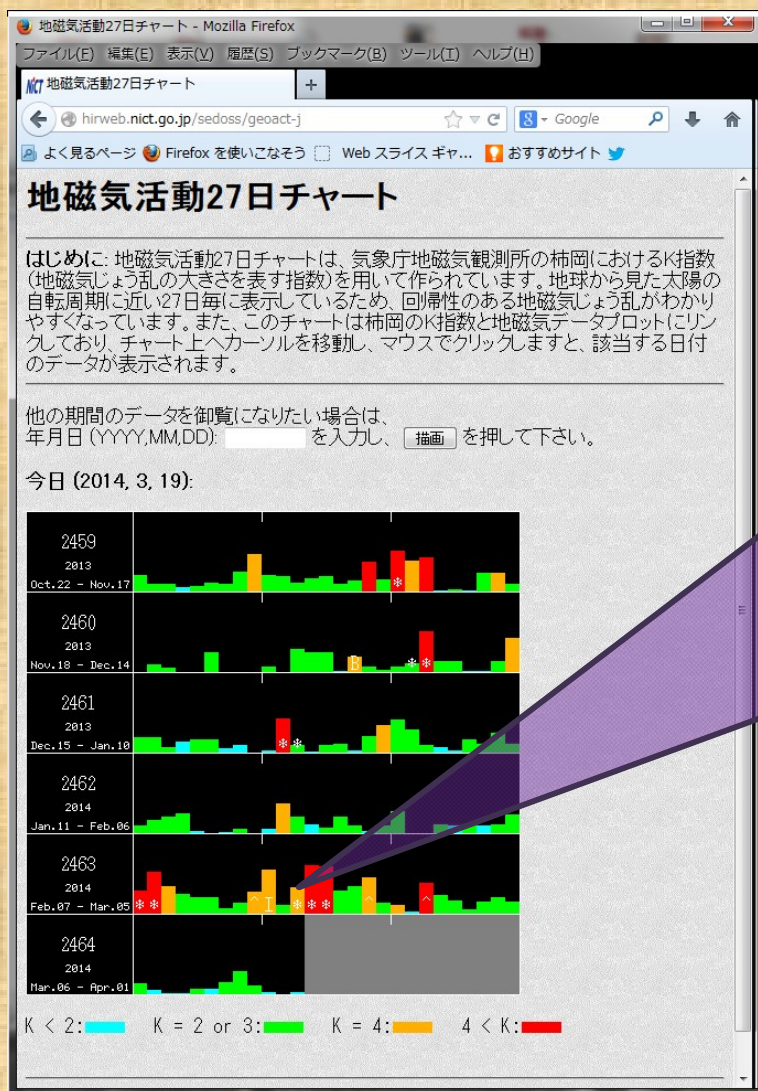 地磁気活動27日チャート - Mozilla Firefox
ファイル(F) 編集(E) 表示(V) 履歴(S) ブックマーク(B) ツール(T) ヘルプ(H)
NICT 地磁気活動27日チャート +
hirweb.nict.go.jp/sedoss/geoact-j Google
よく見るページ Firefox を使いこなそう Web スライス ギャ... おすすめサイト
地磁気活動27日チャート
はじめに: 地磁気活動27日チャートは、気象庁地磁気観測所の柿岡におけるK指数
(地磁気じょう乱の大きさを表す指数)を用いて作られています。地球から見た太陽の
自転周期に近い27日毎に表示しているため、回帰性のある地磁気じょう乱がわかり
やすくなっています。また、このチャートは柿岡のK指数と地磁気データプロットにリン
クしており、チャート上へカーソルを移動し、マウスでクリックしますと、該当する日付
のデータが表示されます。
他の期間のデータを御覧になりたい場合は、
年月日 (YYYY,MM,DD): を入力し、 描画 を押して下さい。
今日 (2014, 3, 19):
2459
2013
Oct.22 - Nov.17
*
2460
2013
Nov.18 - Dec.14
B * *
2461
2013
Dec.15 - Jan.10
* *
2462
2014
Jan.11 - Feb.06
2463
2014
Feb.07 - Mar.05
* * ^ I * * * ^ ^
2464
2014
Mar.06 - Apr.01
K < 2: K = 2 or 3: K = 4: 4 < K: